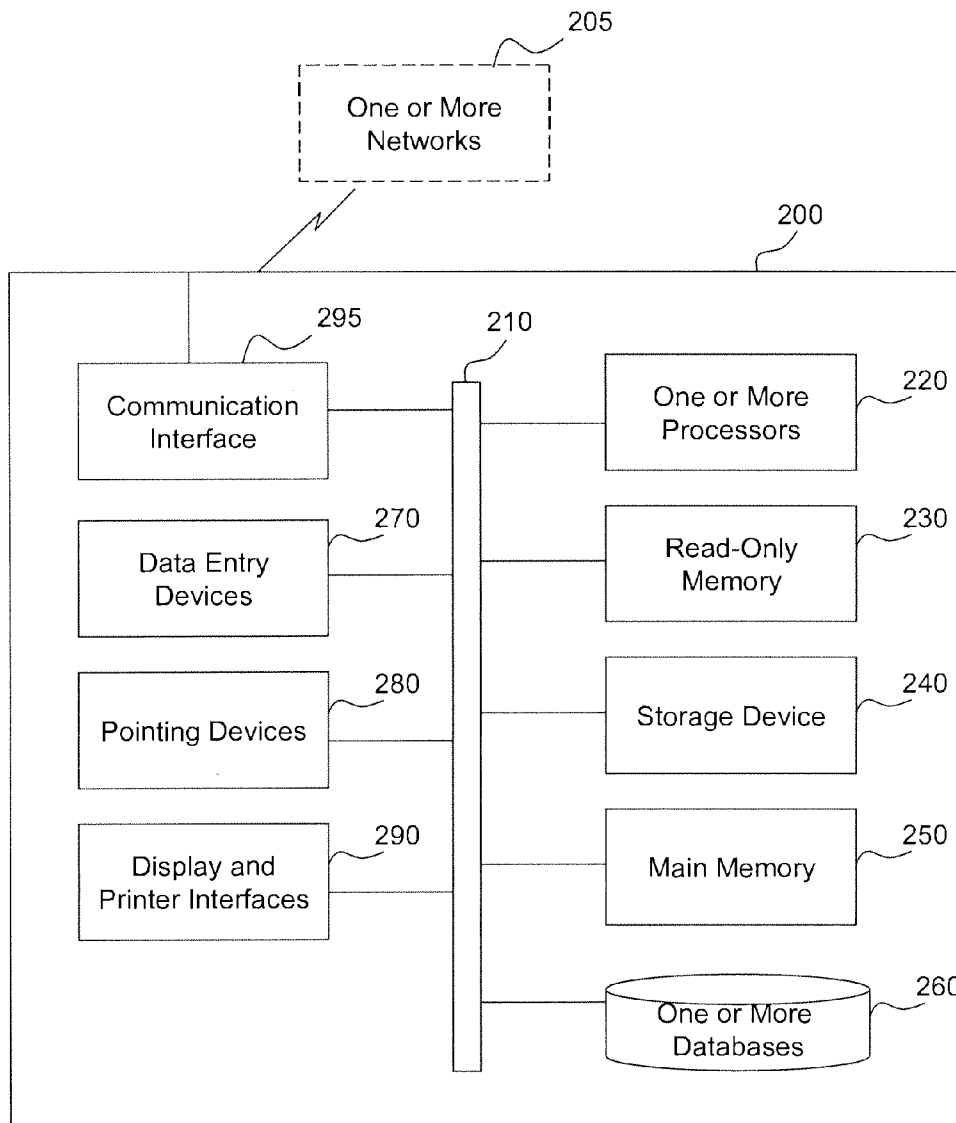 205
One or More
Networks
200
295
210
Communication
Interface
One or More
Processors
220
270
Data Entry
Devices
230
Read-Only
Memory
280
Pointing Devices
240
Storage Device
290
Display and
Printer Interfaces
250
Main Memory
260
One or More
Databases